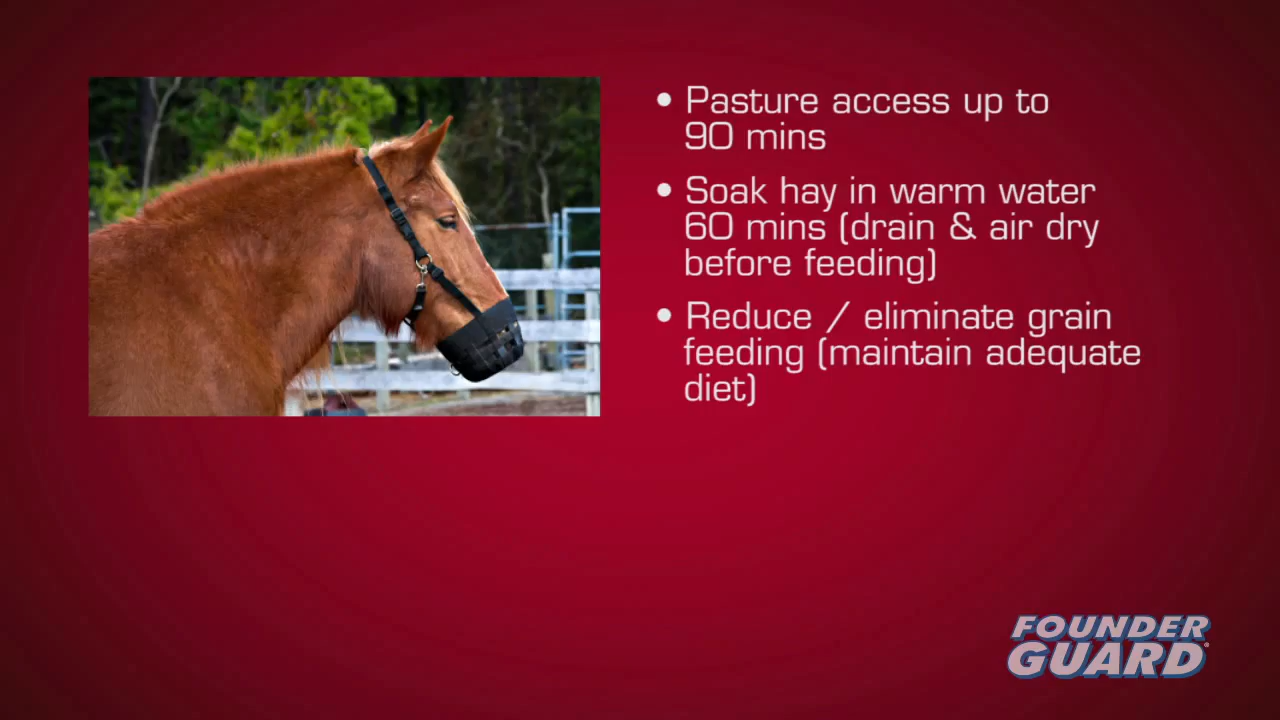 • Pasture access up to
90 mins
• Soak hay in warm water
60 mins (drain & air dry
before feeding)
• Reduce / eliminate grain
feeding (maintain adequate
diet)
FOUNDER
GUARD®